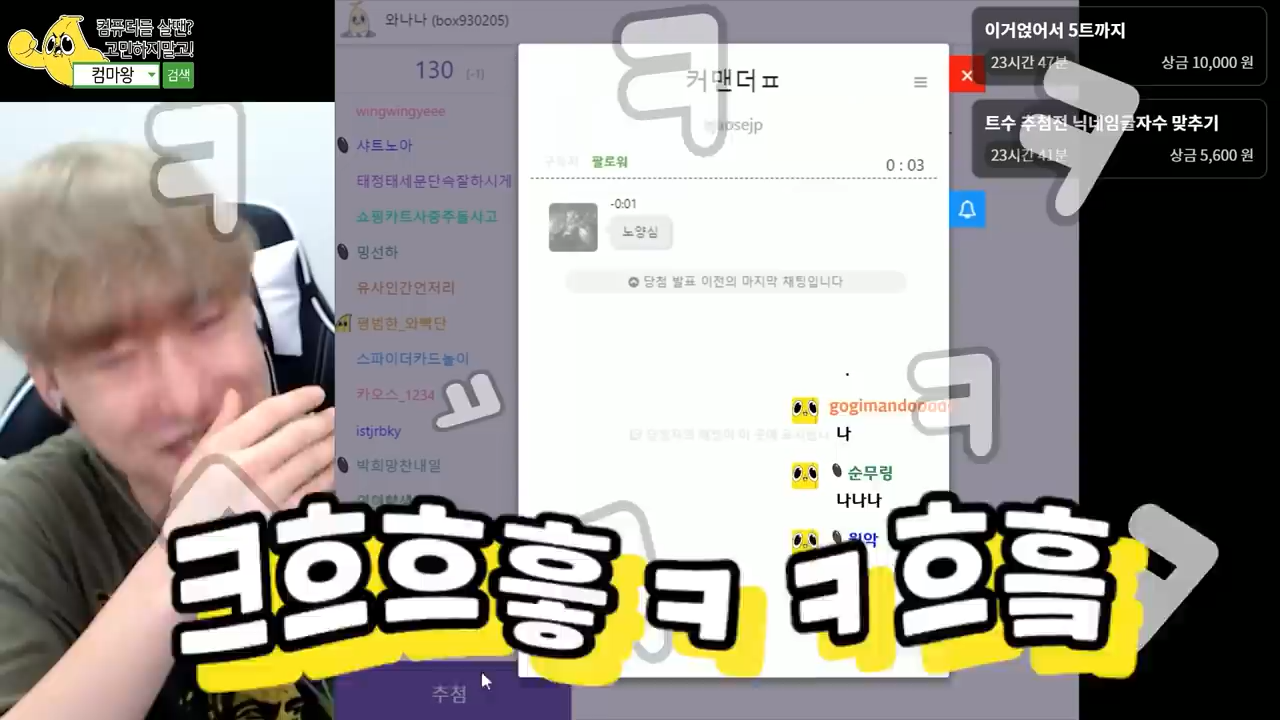 컴퓨터를 살땐?
고민하지말고!
컴마왕
검색
와나나 (box930205)
130 (-1)
wingwingyeee
샤트노아
태정태세문단속잘하시게
쇼핑카트사중추돌사고
밍선하
유사인간언저리
평범한_와빡단
스파이더카드놀이
카오스_1234
istjrbky
박희망찬내일
추첨
커맨더ㅍ
팔로워
0 : 03
-0:01
노양심
당첨 발표 이전의 마지막 채팅입니다
gogimandooooo
나
순무링
나나나
이거얹어서 5트까지
23시간 47분
상금 10,000 원
트수 추첨전 닉네임글자수 맞추기
23시간 41분
상금 5,600 원
ㅋ
ㅋ
ㅋ
ㅋ
크흐흐흫ㅋ ㅋ흐흘